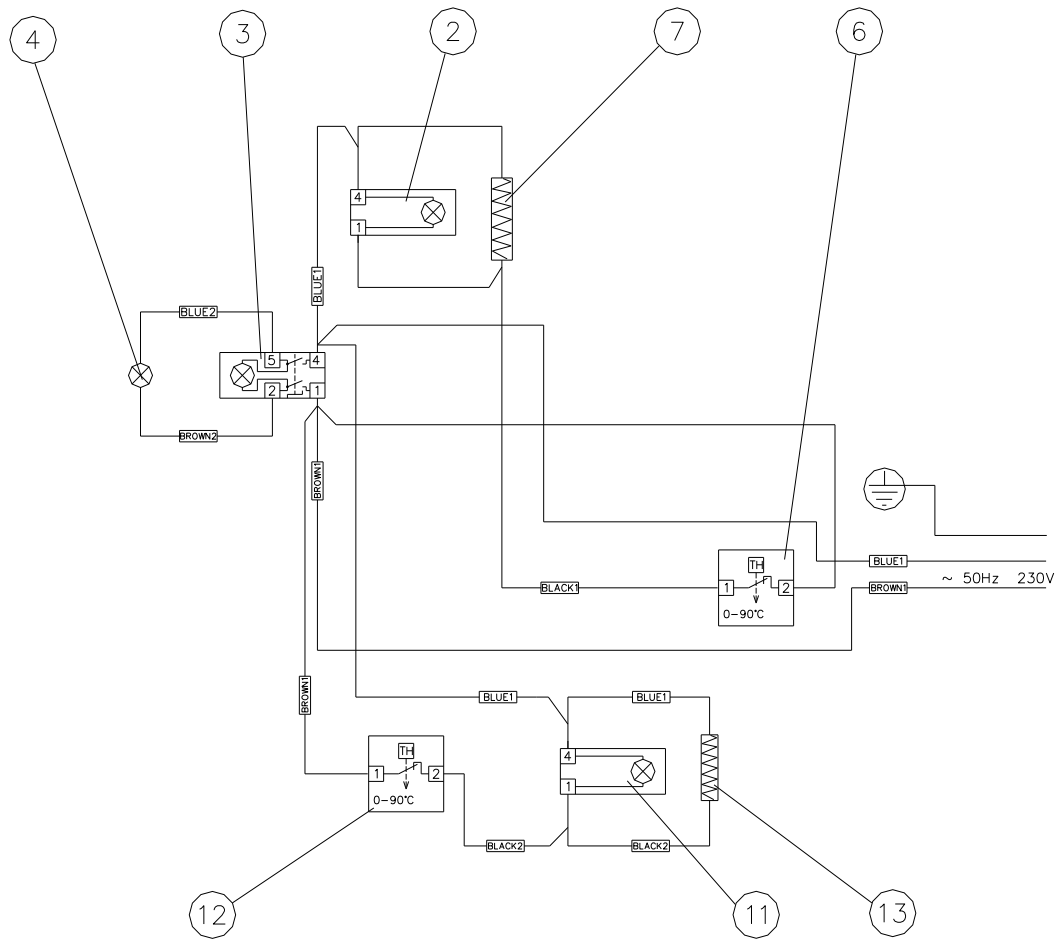 4
3
2
7
6
4
1
BLUE1
BLUE2
5
4
2
1
BROWN2
BROWN1
TH
1
2
0-90°C
BLACK1
BLUE1
~ 50Hz 230V
BROWN1
BROWN1
BLUE1
BLUE1
TH
1
2
0-90°C
4
1
BLACK2
BLACK2
12
11
13